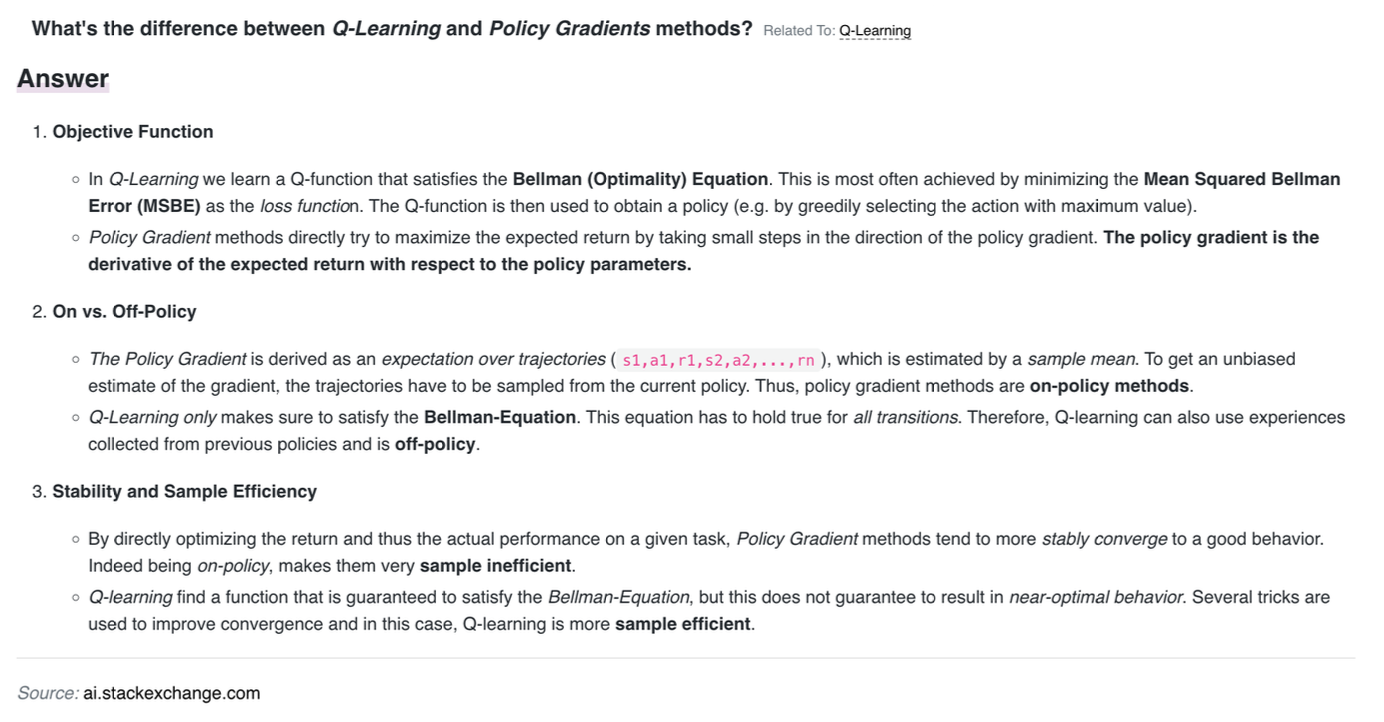 What's the difference between Q-Learning and Policy Gradients methods? Related To: Q-Learning
Answer
1. Objective Function
◦ In Q-Learning we learn a Q-function that satisfies the Bellman (Optimality) Equation. This is most often achieved by minimizing the Mean Squared Bellman
Error (MSBE) as the loss function. The Q-function is then used to obtain a policy (e.g. by greedily selecting the action with maximum value).
◦ Policy Gradient methods directly try to maximize the expected return by taking small steps in the direction of the policy gradient. The policy gradient is the
derivative of the expected return with respect to the policy parameters.
2. On vs. Off-Policy
◦ The Policy Gradient is derived as an expectation over trajectories ( s1,a1,r1,s2,a2,...,rn ), which is estimated by a sample mean. To get an unbiased
estimate of the gradient, the trajectories have to be sampled from the current policy. Thus, policy gradient methods are on-policy methods.
◦ Q-Learning only makes sure to satisfy the Bellman-Equation. This equation has to hold true for all transitions. Therefore, Q-learning can also use experiences
collected from previous policies and is off-policy.
3. Stability and Sample Efficiency
◦ By directly optimizing the return and thus the actual performance on a given task, Policy Gradient methods tend to more stably converge to a good behavior.
Indeed being on-policy, makes them very sample inefficient.
◦ Q-learning find a function that is guaranteed to satisfy the Bellman-Equation, but this does not guarantee to result in near-optimal behavior. Several tricks are
used to improve convergence and in this case, Q-learning is more sample efficient.
Source: ai.stackexchange.com